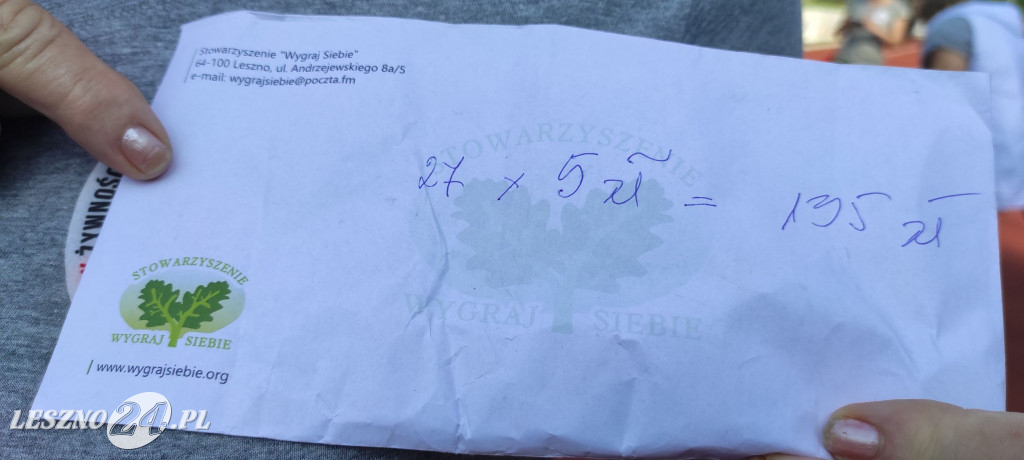 Stowarzyszenie "Wygraj Siebie"
64-100 Leszno, ul. Andrzejewskiego 8a/5
e-mail: wygrajsiebie@poczta.fm
STOWARZYSZENIE
27 x 5 zł = 135 zł
WYGRAJ SIEBIE
STOWARZYSZENIE
WYGRAJ SIEBIE
| www.wygrajsiebie.org
LESZNO24.PL